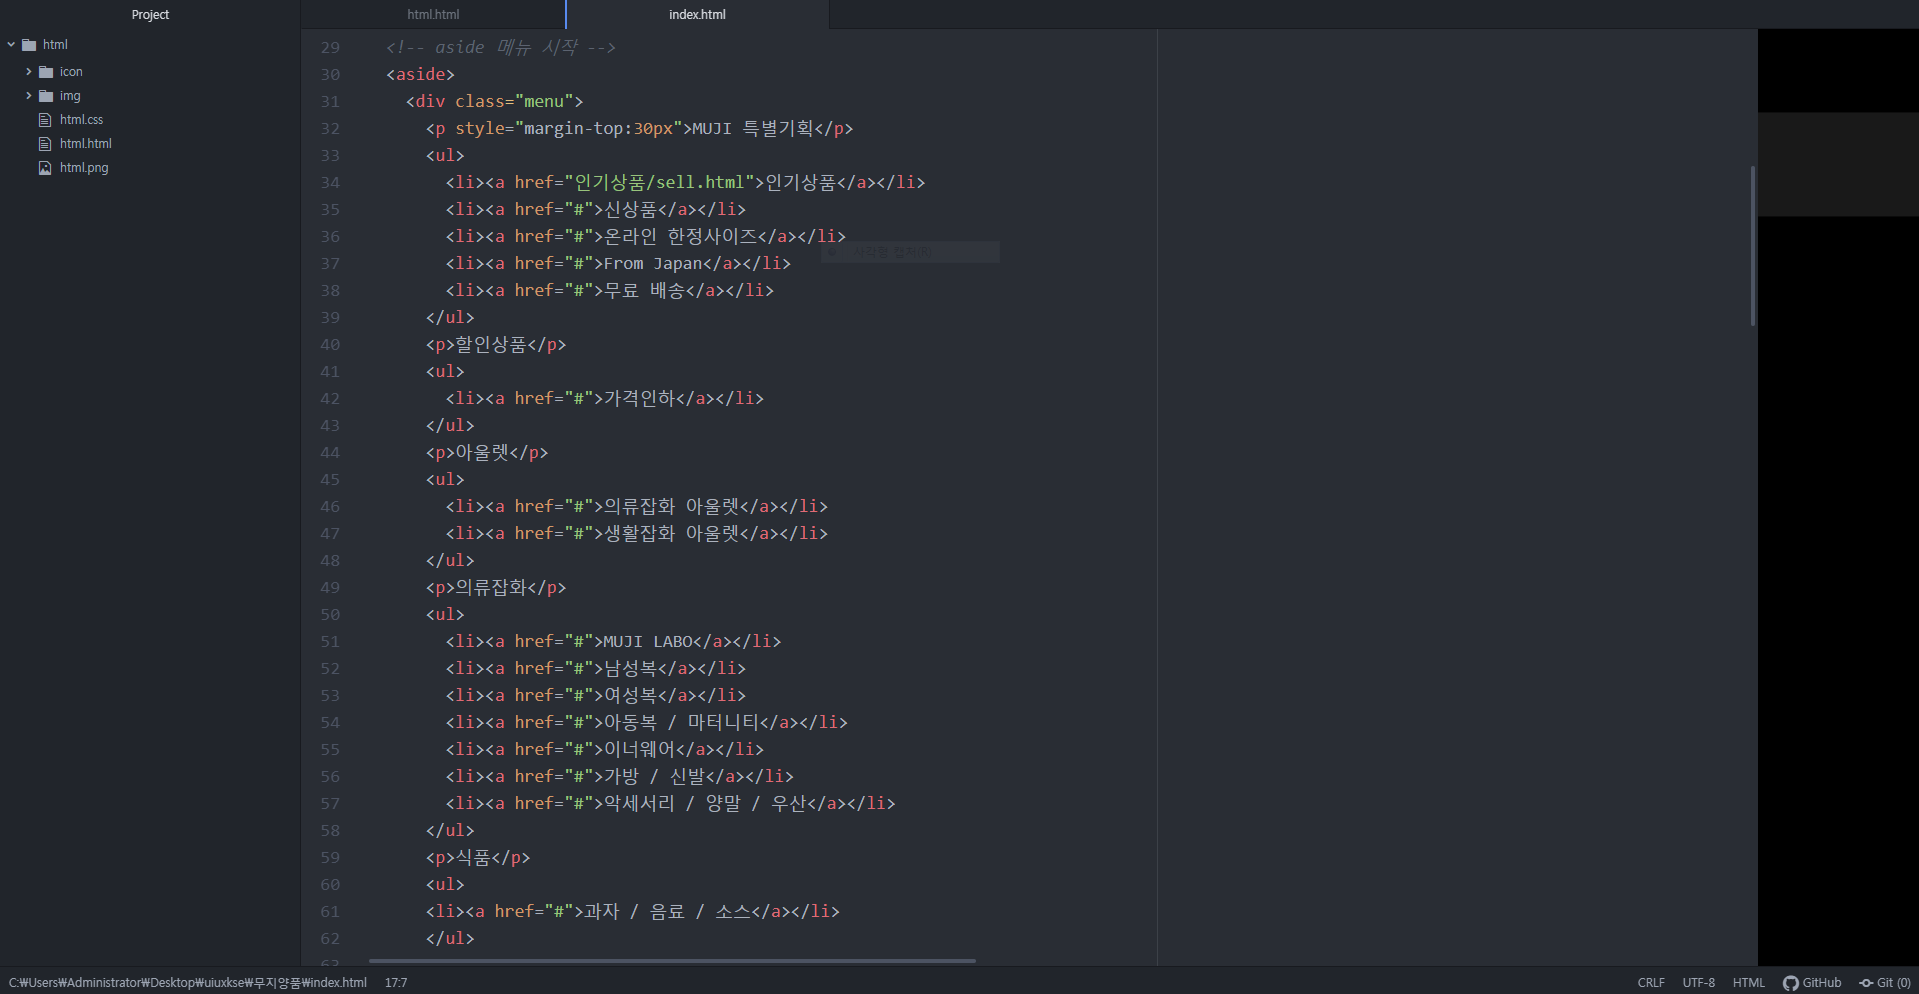 Project
html
icon
img
html.css
html.html
html.png
html.html
index.html
29 <!-- aside 메뉴 시작 -->
30 <aside>
31 <div class="menu">
32 <p style="margin-top:30px">MUJI 특별기획</p>
33 <ul>
34 <li><a href="인기상품/sell.html">인기상품</a></li>
35 <li><a href="#">신상품</a></li>
36 <li><a href="#">온라인 한정사이즈</a></li>
37 <li><a href="#">From Japan</a></li>
38 <li><a href="#">무료 배송</a></li>
39 </ul>
40 <p>할인상품</p>
41 <ul>
42 <li><a href="#">가격인하</a></li>
43 </ul>
44 <p>아울렛</p>
45 <ul>
46 <li><a href="#">의류잡화 아울렛</a></li>
47 <li><a href="#">생활잡화 아울렛</a></li>
48 </ul>
49 <p>의류잡화</p>
50 <ul>
51 <li><a href="#">MUJI LABO</a></li>
52 <li><a href="#">남성복</a></li>
53 <li><a href="#">여성복</a></li>
54 <li><a href="#">아동복 / 마터니티</a></li>
55 <li><a href="#">이너웨어</a></li>
56 <li><a href="#">가방 / 신발</a></li>
57 <li><a href="#">악세서리 / 양말 / 우산</a></li>
58 </ul>
59 <p>식품</p>
60 <ul>
61 <li><a href="#">과자 / 음료 / 소스</a></li>
62 </ul>
C:₩Users₩Administrator₩Desktop₩uiuxkse₩무지양품₩index.html 17:7 CRLF UTF-8 HTML GitHub Git (0)